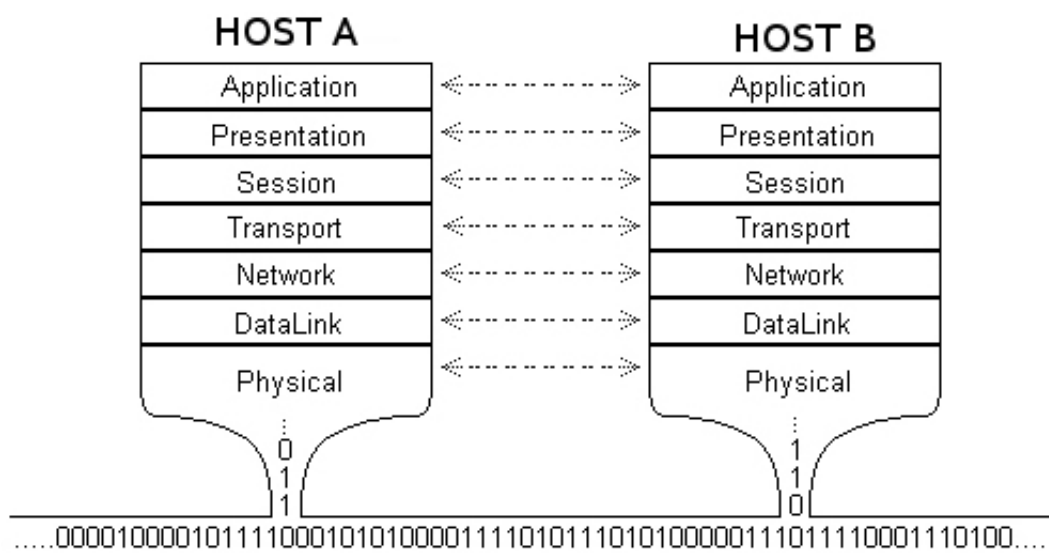 HOST A
HOST B
Application
Application
Presentation
Presentation
Session
Session
Transport
Transport
Network
Network
DataLink
DataLink
Physical
Physical
0
1
1
1
1
0
.....000010000101111000101010000011110101110101000000111011110001110100.....